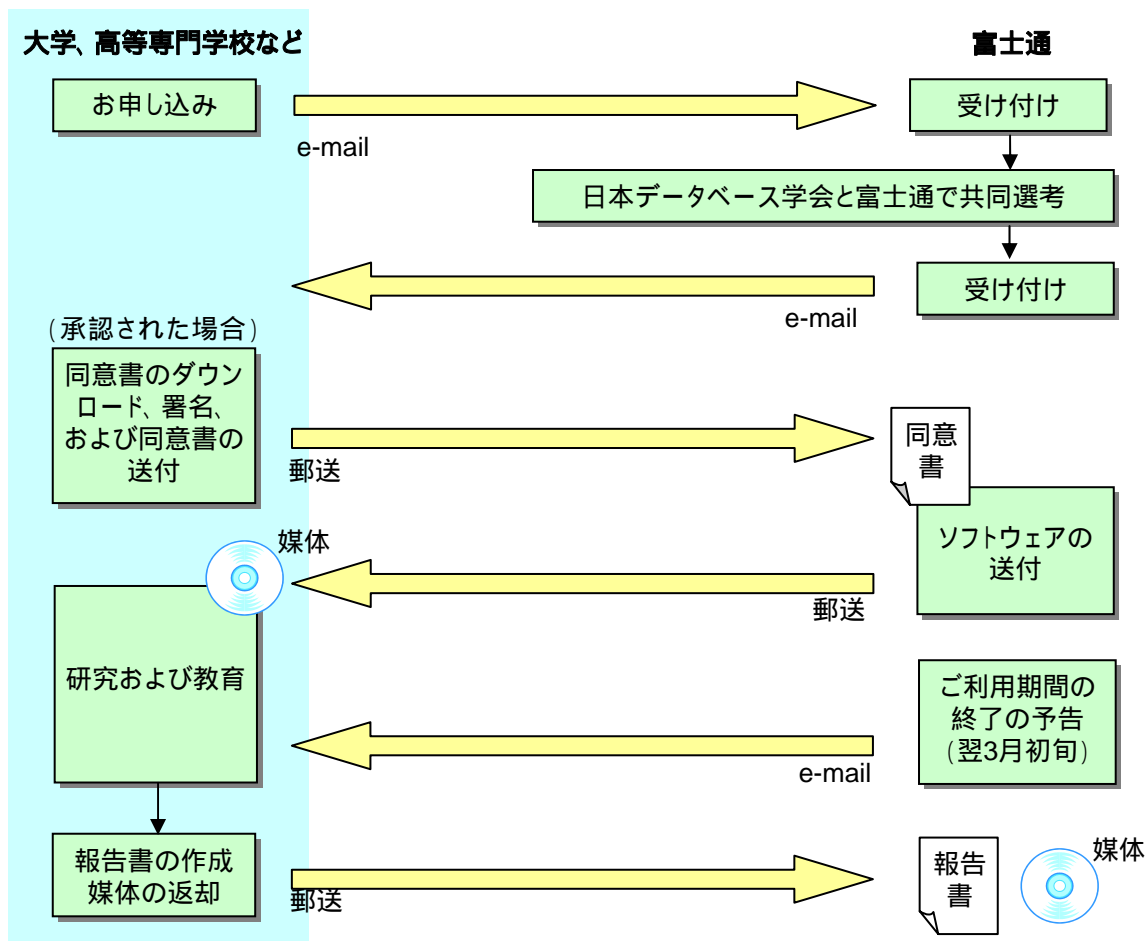 大学、高等専門学校など
富士通
お申し込み
e-mail
受け付け
日本データベース学会と富士通で共同選考
受け付け
e-mail
(承認された場合)
同意書のダウン
ロード、署名、
および同意書の
送付
郵送
同意
書
ソフトウェアの
送付
郵送
媒体
研究および教育
ご利用期間の
終了の予告
(翌3月初旬)
e-mail
報告書の作成
媒体の返却
郵送
報告
書
媒体